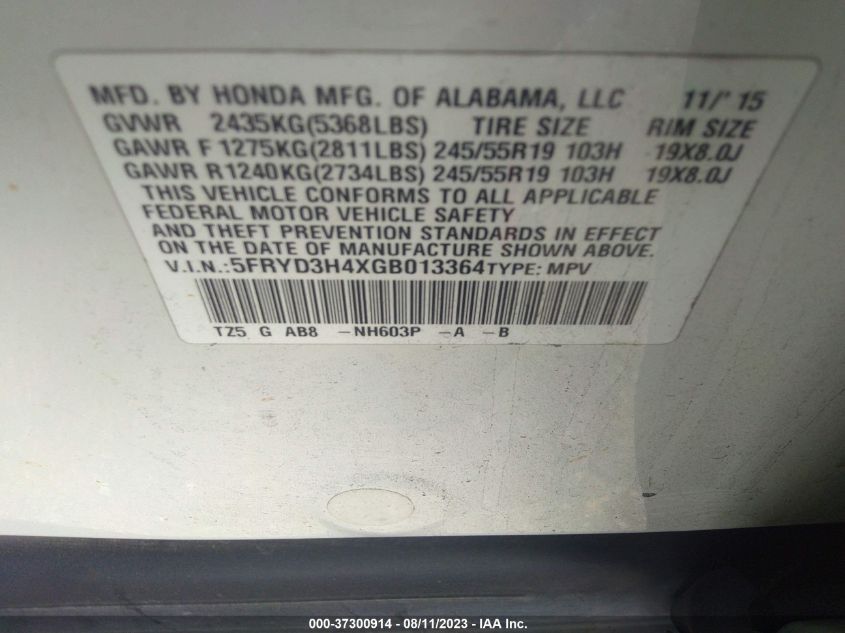 MFD. BY HONDA MFG. OF ALABAMA, LLC 11/' 15
GVWR 2435KG(5368LBS) TIRE SIZE RIM SIZE
GAWR F 1275KG(2811LBS) 245/55R19 103H 19X8.0J
GAWR R 1240KG(2734LBS) 245/55R19 103H 19X8.0J
THIS VEHICLE CONFORMS TO ALL APPLICABLE
FEDERAL MOTOR VEHICLE SAFETY
AND THEFT PREVENTION STANDARDS IN EFFECT
ON THE DATE OF MANUFACTURE SHOWN ABOVE.
V.I.N.:5FRYD3H4XGB013364 TYPE: MPV
TZ5 G AB8 -NH603P -A -B
000-37300914 - 08/11/2023 - IAA Inc.